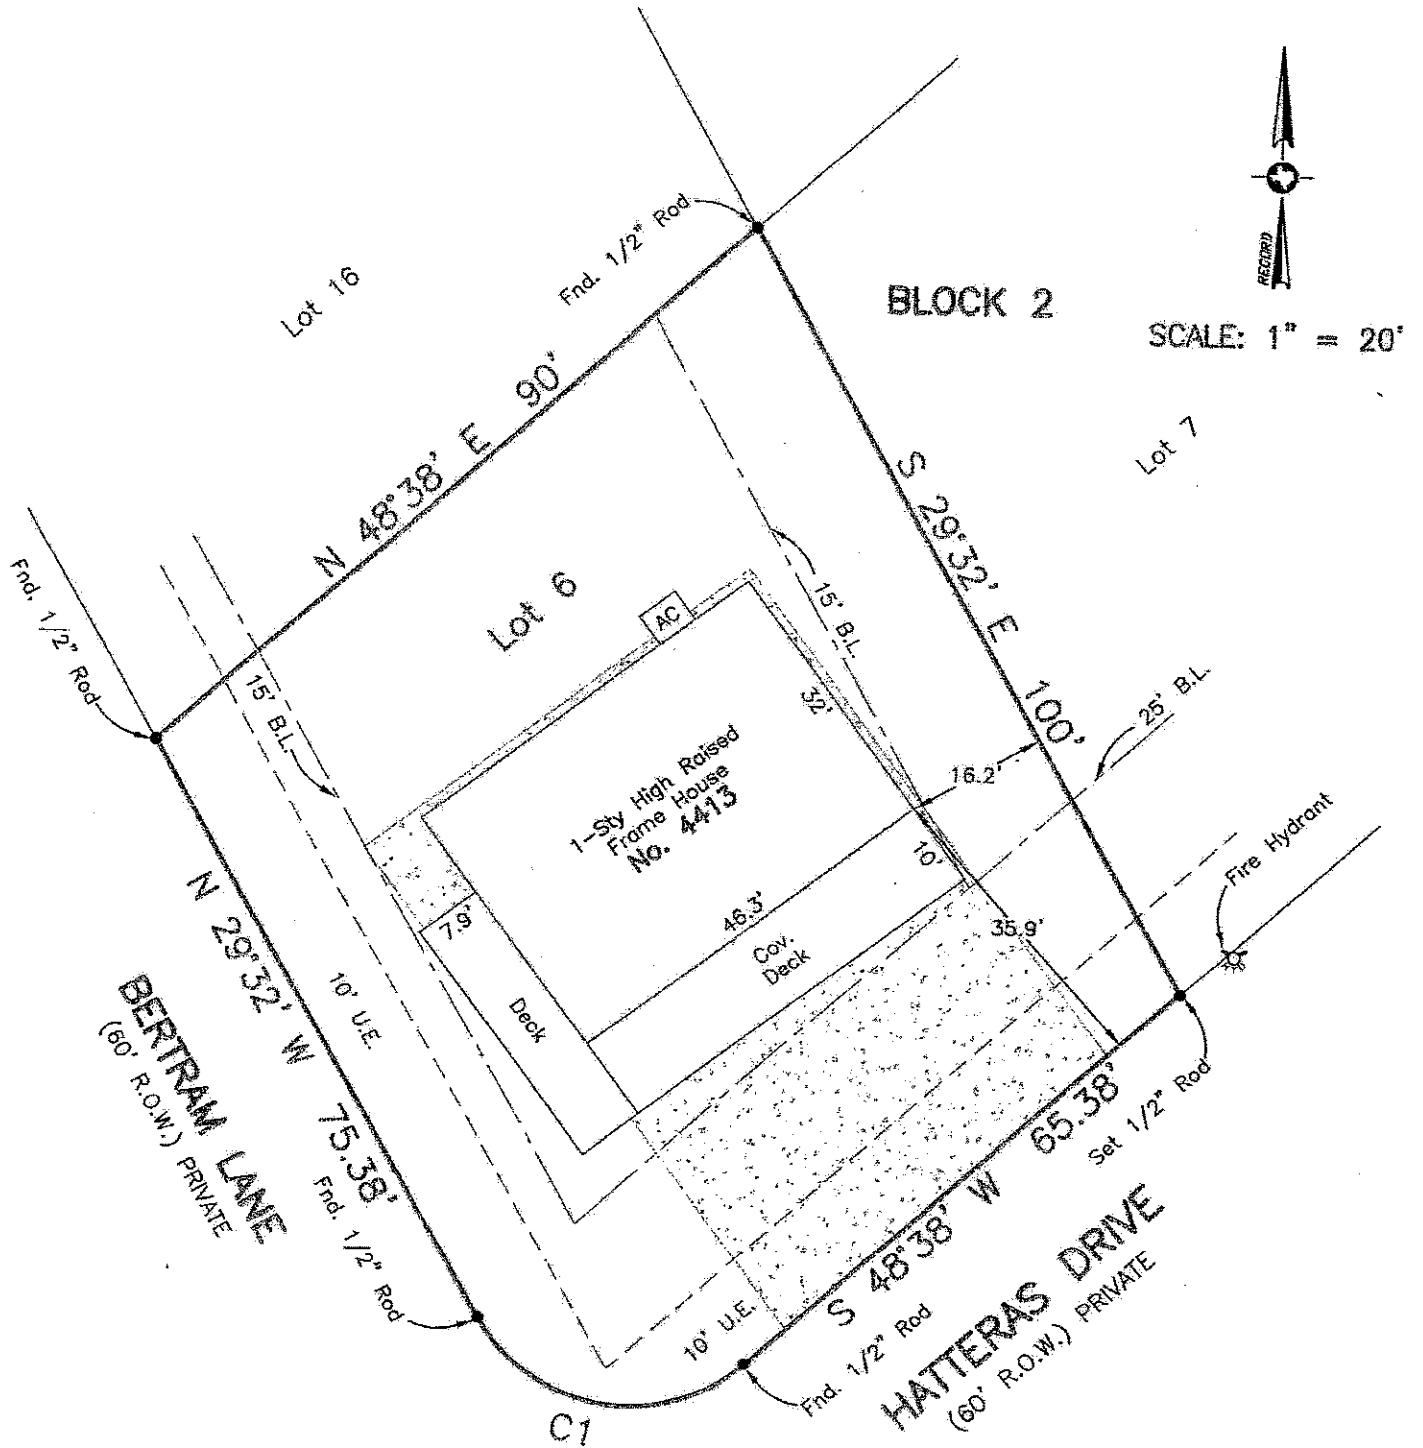 RECORD
SCALE: 1" = 20'
BLOCK 2
Fnd. 1/2" Rod
Lot 16
N 48°38' E 90'
Lot 7
S 29°32' E 100'
Fnd. 1/2" Rod
Lot 6
AC
15' B.L.
15' B.L.
32'
25' B.L.
16.2'
1-Sty High Raised
Frame House
No. 4413
10'
Fire Hydrant
7.9'
46.3'
35.9'
Cov.
Deck
Deck
N 29°32' W 75.38'
10' U.E.
BERTRAM LANE
(60' R.O.W.) PRIVATE
Fnd. 1/2" Rod
S 48°38' W 65.38'
Set 1/2" Rod
10' U.E.
Fnd. 1/2" Rod
HATTERAS DRIVE
(60' R.O.W.) PRIVATE
C1